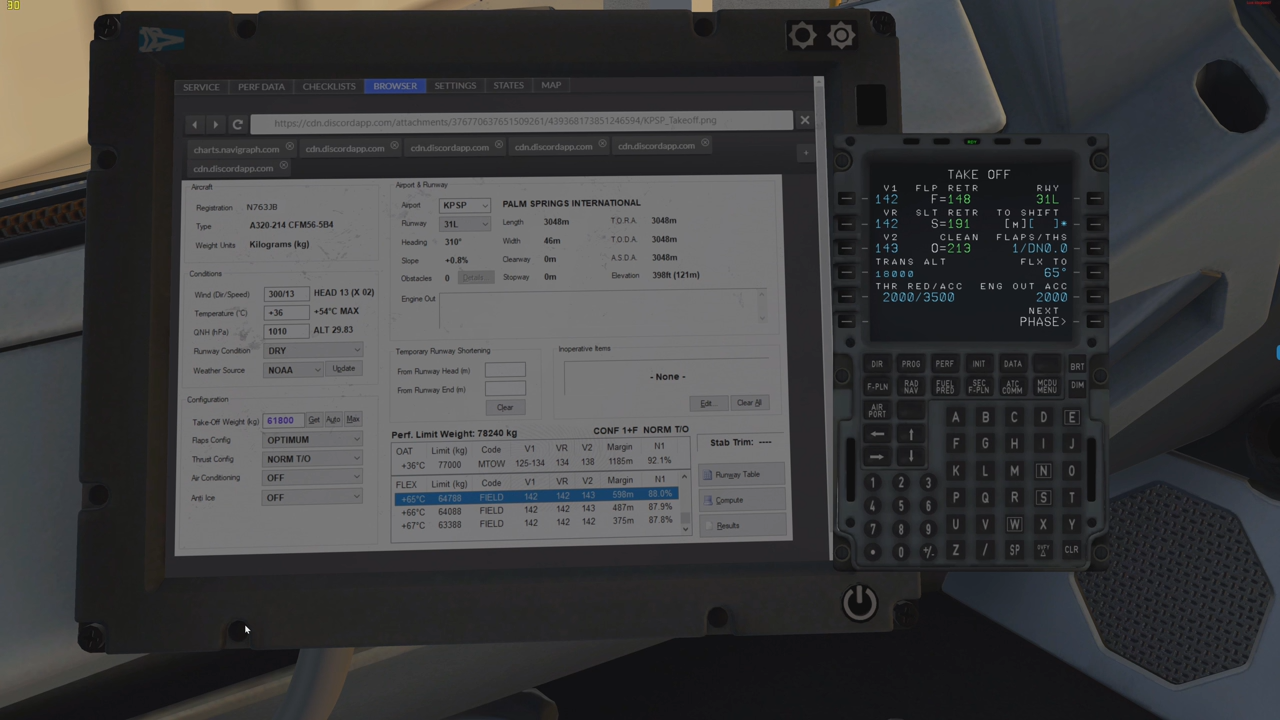 30
SERVICE PERF DATA CHECKLISTS BROWSER SETTINGS STATES MAP
https://cdn.discordapp.com/attachments/376770637651509261/439368173851246594/KPSP_Takeoff.png
charts.navigraph.com cdn.discordapp.com cdn.discordapp.com cdn.discordapp.com cdn.discordapp.com
cdn.discordapp.com
Aircraft
Registration N763JB
Type A320-214 CFM56-5B4
Weight Units Kilograms (kg)
Conditions
Wind (Dir/Speed) 300/13 HEAD 13 (X 02)
Temperature (°C) +36 +54°C MAX
QNH (hPa) 1010 ALT 29.83
Runway Condition DRY
Weather Source NOAA Update
Configuration
Take-Off Weight (kg) 61800 Get Auto Max
Flaps Config OPTIMUM
Thrust Config NORM T/O
Air Conditioning OFF
Anti Ice OFF
Airport & Runway
Airport KPSP PALM SPRINGS INTERNATIONAL
Runway 31L Length 3048m T.O.R.A. 3048m
Heading 310° Width 46m T.O.D.A. 3048m
Slope +0.8% Clearway 0m A.S.D.A. 3048m
Obstacles 0 Details... Stopway 0m Elevation 398ft (121m)
Engine Out
Temporary Runway Shortening
From Runway Head (m)
From Runway End (m)
Clear
Inoperative Items
- None -
Edit... Clear All
Perf. Limit Weight: 78240 kg CONF 1+F NORM T/O
OAT Limit (kg) Code V1 VR V2 Margin N1
+36°C 77000 MTOW 125-134 134 138 1185m 92.1%
FLEX Limit (kg) Code V1 VR V2 Margin N1
+65°C 64788 FIELD 142 142 143 598m 88.0%
+66°C 64088 FIELD 142 142 143 487m 87.9%
+67°C 63388 FIELD 142 142 142 375m 87.8%
Stab Trim: ----
Runway Table
Compute
Results
KEY
TAKE OFF
V1 FLP RETR RWY
142 F=148 31L
VR SLT RETR TO SHIFT
142 S=191 [M][ ]*
V2 CLEAN FLAPS/THS
143 O=213 1/DN0.0
TRANS ALT FLX TO
18000 65°
THR RED/ACC ENG OUT ACC
2000/3500 2000
NEXT
PHASE>
DIR PROG PERF INIT DATA BRT
F-PLN RAD NAV FUEL PRED SEC F-PLN ATC COMM MCDU MENU DIM
AIR PORT
A B C D E
F G H I J
K L M N O
P Q R S T
U V W X Y
Z / SP OVFY CLR
1 2 3
4 5 6
7 8 9
0 +/-